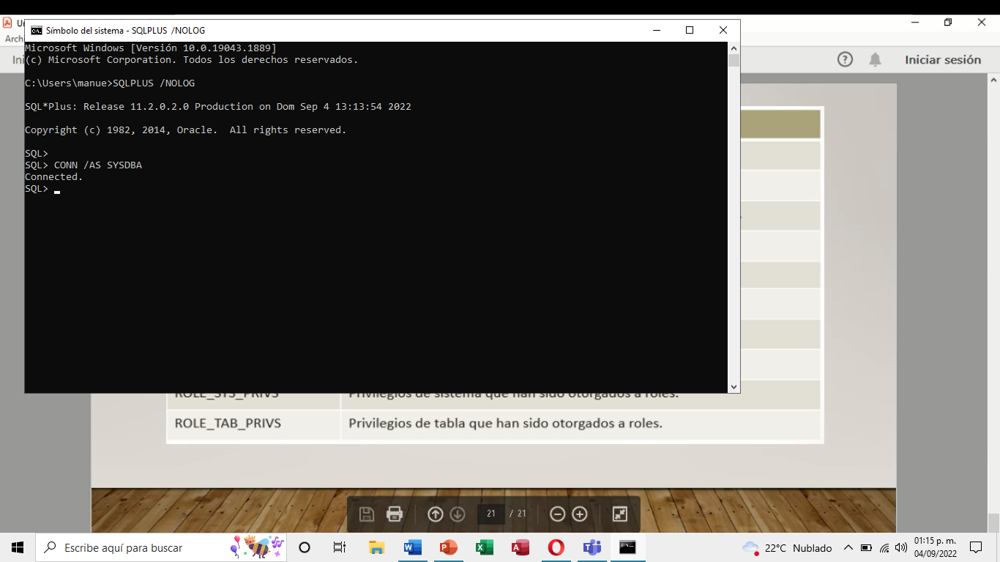 Símbolo del sistema - SQLPLUS /NOLOG
Microsoft Windows [Versión 10.0.19043.1889]
(c) Microsoft Corporation. Todos los derechos reservados.
C:\Users\manue>SQLPLUS /NOLOG
SQL*Plus: Release 11.2.0.2.0 Production on Dom Sep 4 13:13:54 2022
Copyright (c) 1982, 2014, Oracle.  All rights reserved.
SQL>
SQL> CONN /AS SYSDBA
Connected.
SQL>
Iniciar sesión
ROLE_SYS_PRIVS Privilegios de sistema que han sido otorgados a roles.
ROLE_TAB_PRIVS Privilegios de tabla que han sido otorgados a roles.
21 / 21
Escribe aquí para buscar
22°C Nublado
01:15 p. m.
04/09/2022